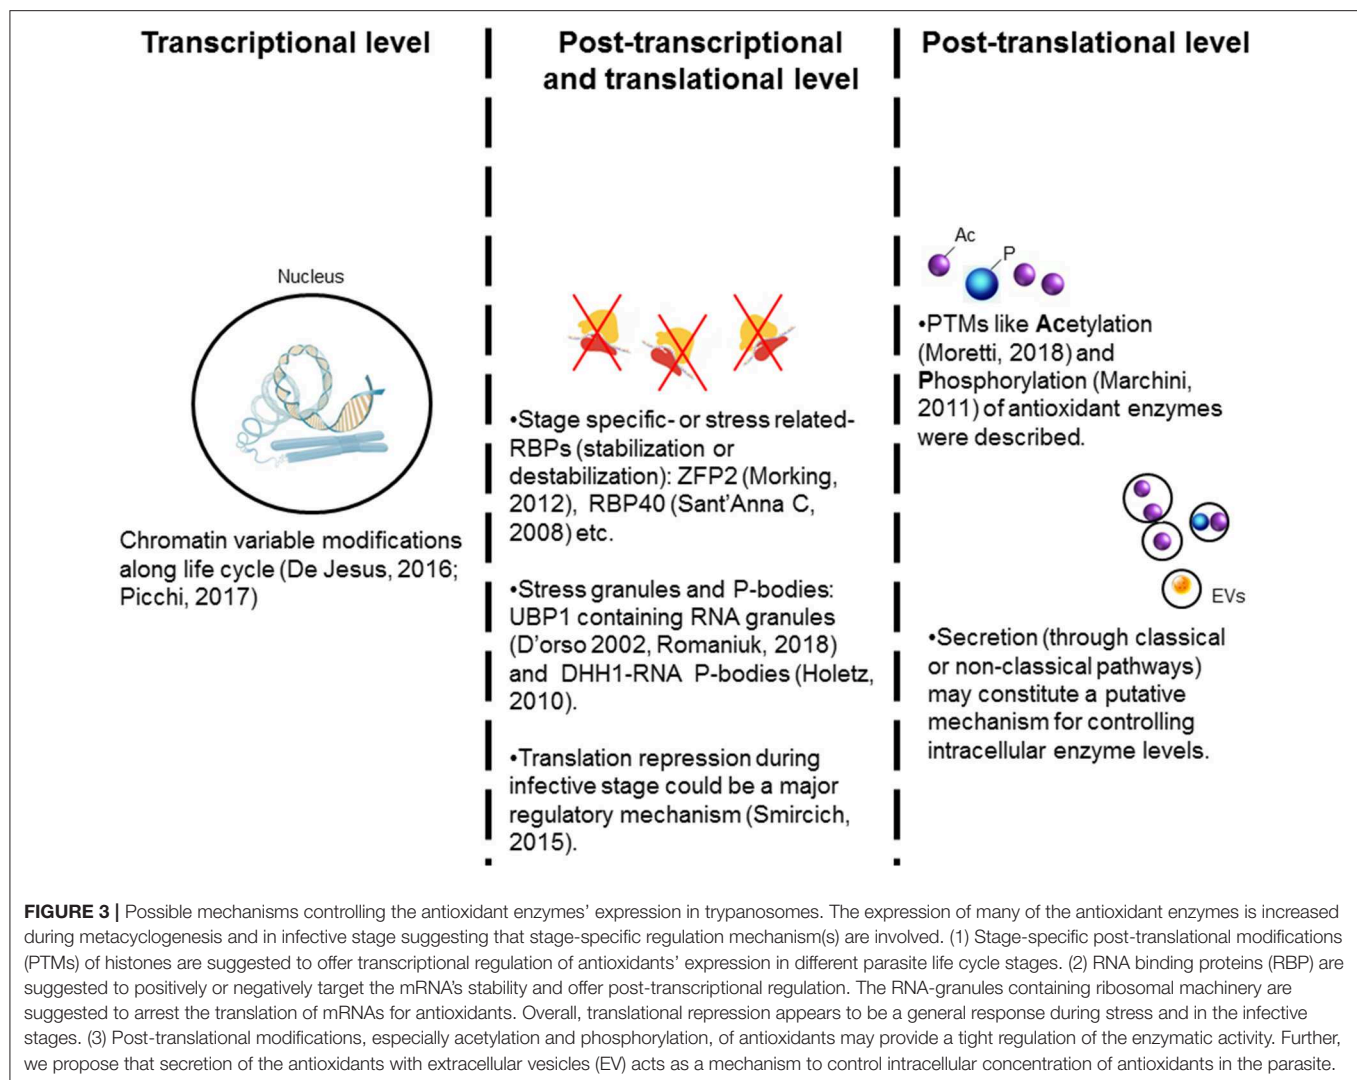 Transcriptional level
Nucleus
Chromatin variable modifications
along life cycle (De Jesus, 2016;
Picchi, 2017)
Post-transcriptional
and translational level
•Stage specific- or stress related-
RBPs (stabilization or
destabilization): ZFP2 (Morking,
2012), RBP40 (Sant'Anna C,
2008) etc.
•Stress granules and P-bodies:
UBP1 containing RNA granules
(D'orso 2002, Romaniuk, 2018)
and DHH1-RNA P-bodies (Holetz,
2010).
•Translation repression during
infective stage could be a major
regulatory mechanism (Smircich,
2015).
Post-translational level
Ac
P
•PTMs like Acetylation
(Moretti, 2018) and
Phosphorylation (Marchini,
2011) of antioxidant enzymes
were described.
EVs
•Secretion (through classical
or non-classical pathways)
may constitute a putative
mechanism for controlling
intracellular enzyme levels.
FIGURE 3 | Possible mechanisms controlling the antioxidant enzymes' expression in trypanosomes. The expression of many of the antioxidant enzymes is increased
during metacyclogenesis and in infective stage suggesting that stage-specific regulation mechanism(s) are involved. (1) Stage-specific post-translational modifications
(PTMs) of histones are suggested to offer transcriptional regulation of antioxidants' expression in different parasite life cycle stages. (2) RNA binding proteins (RBP) are
suggested to positively or negatively target the mRNA's stability and offer post-transcriptional regulation. The RNA-granules containing ribosomal machinery are
suggested to arrest the translation of mRNAs for antioxidants. Overall, translational repression appears to be a general response during stress and in the infective
stages. (3) Post-translational modifications, especially acetylation and phosphorylation, of antioxidants may provide a tight regulation of the enzymatic activity. Further,
we propose that secretion of the antioxidants with extracellular vesicles (EV) acts as a mechanism to control intracellular concentration of antioxidants in the parasite.